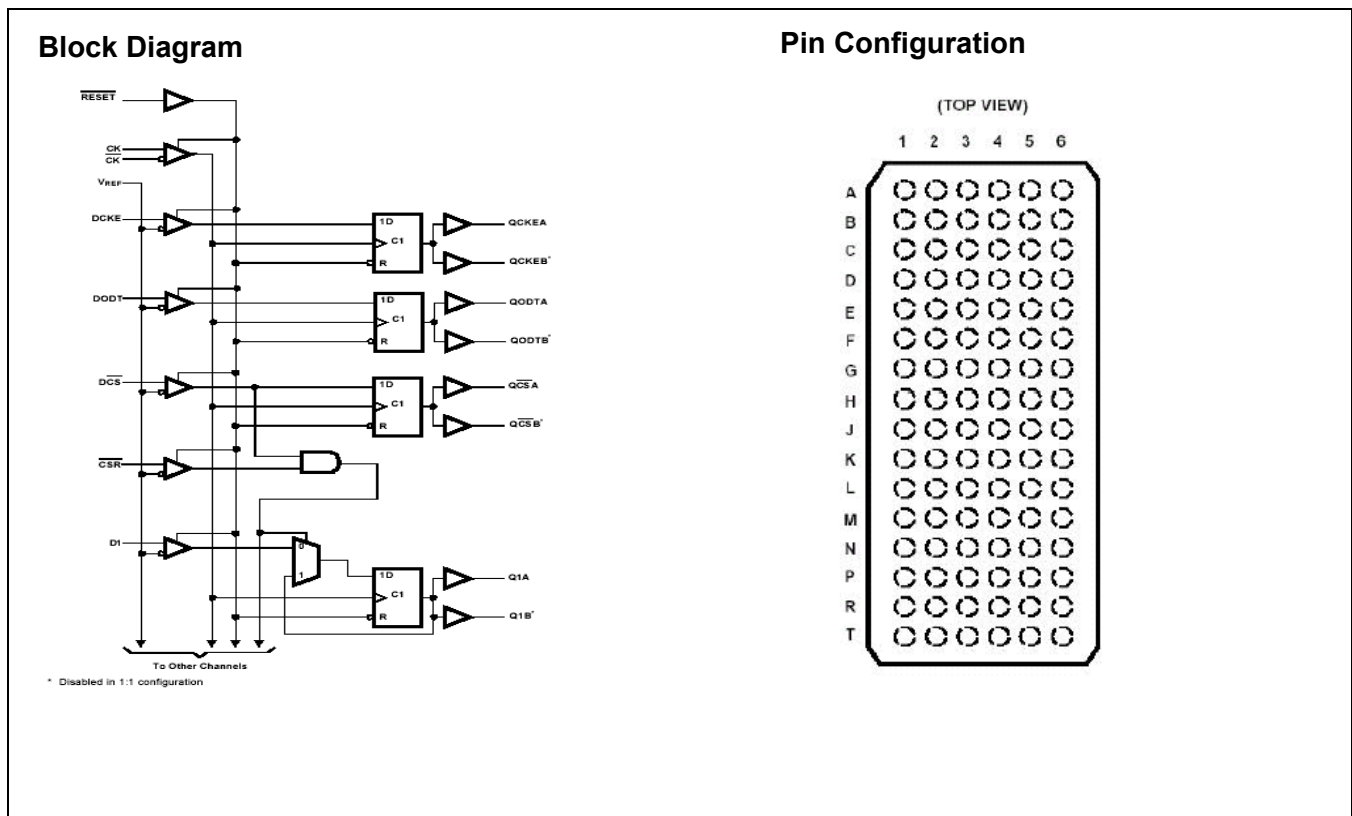 Block Diagram
RESET
CK
CK
VREF
DCKE
1D
C1
R
QCKEA
QCKEB*
DODT
1D
C1
R
QODTA
QODTB*
DCS
1D
C1
R
QCSA
QCSB*
CSR
D1
0
1
1D
C1
R
Q1A
Q1B*
To Other Channels
* Disabled in 1:1 configuration
Pin Configuration
(TOP VIEW)
1 2 3 4 5 6
A
B
C
D
E
F
G
H
J
K
L
M
N
P
R
T